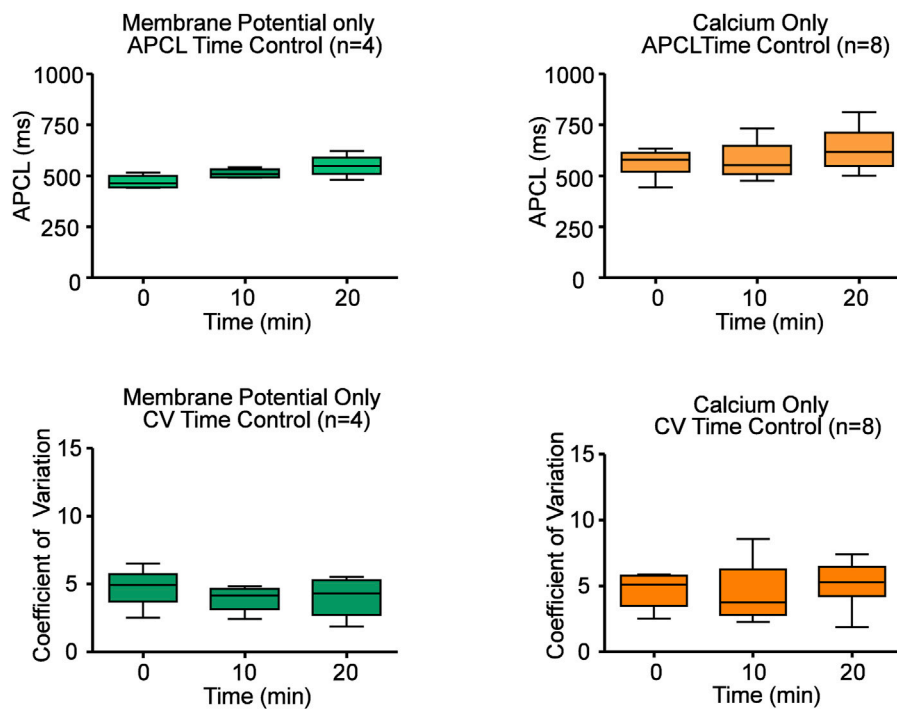 Membrane Potential only
APCL Time Control (n=4)
1000
750
500
250
0
APCL (ms)
0 10 20
Time (min)
Calcium Only
APCLTime Control (n=8)
1000
750
500
250
0
APCL (ms)
0 10 20
Time (min)
Membrane Potential Only
CV Time Control (n=4)
15
10
5
0
Coefficient of Variation
0 10 20
Time (min)
Calcium Only
CV Time Control (n=8)
15
10
5
0
Coefficient of Variation
0 10 20
Time (min)